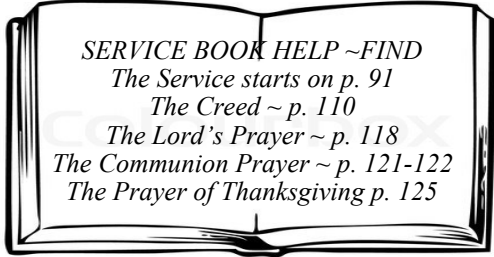 SERVICE BOOK HELP ~FIND
The Service starts on p. 91
The Creed ~ p. 110
The Lord’s Prayer ~ p. 118
The Communion Prayer ~ p. 121-122
The Prayer of Thanksgiving p. 125